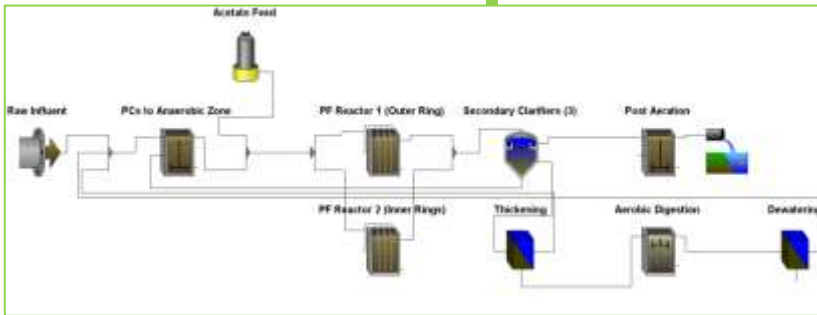 Acetate Feed
Raw Influent
PCs to Anaerobic Zone
PF Reactor 1 (Outer Ring)
Secondary Clarifiers (3)
Post Aeration
PF Reactor 2 (Inner Rings)
Thickening
Aerobic Digestion
Dewatering